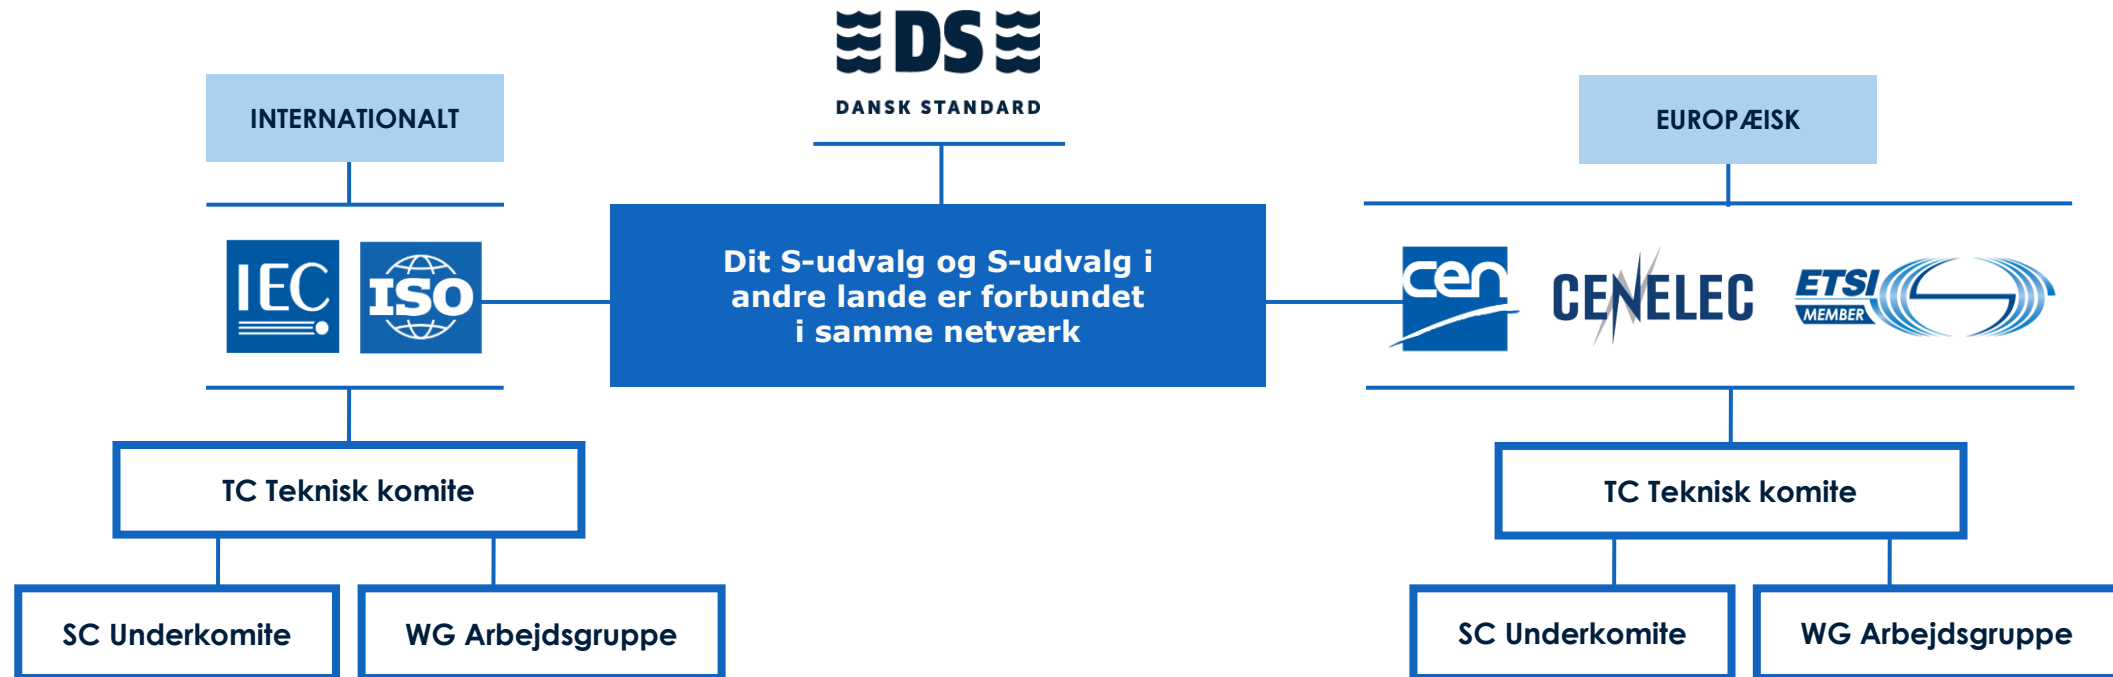 DS
DANSK STANDARD
INTERNATIONALT
EUROPÆISK
IEC
ISO
Dit S-udvalg og S-udvalg i
andre lande er forbundet
i samme netværk
cen
CENELEC
ETSI
MEMBER
TC Teknisk komite
TC Teknisk komite
SC Underkomite
WG Arbejdsgruppe
SC Underkomite
WG Arbejdsgruppe